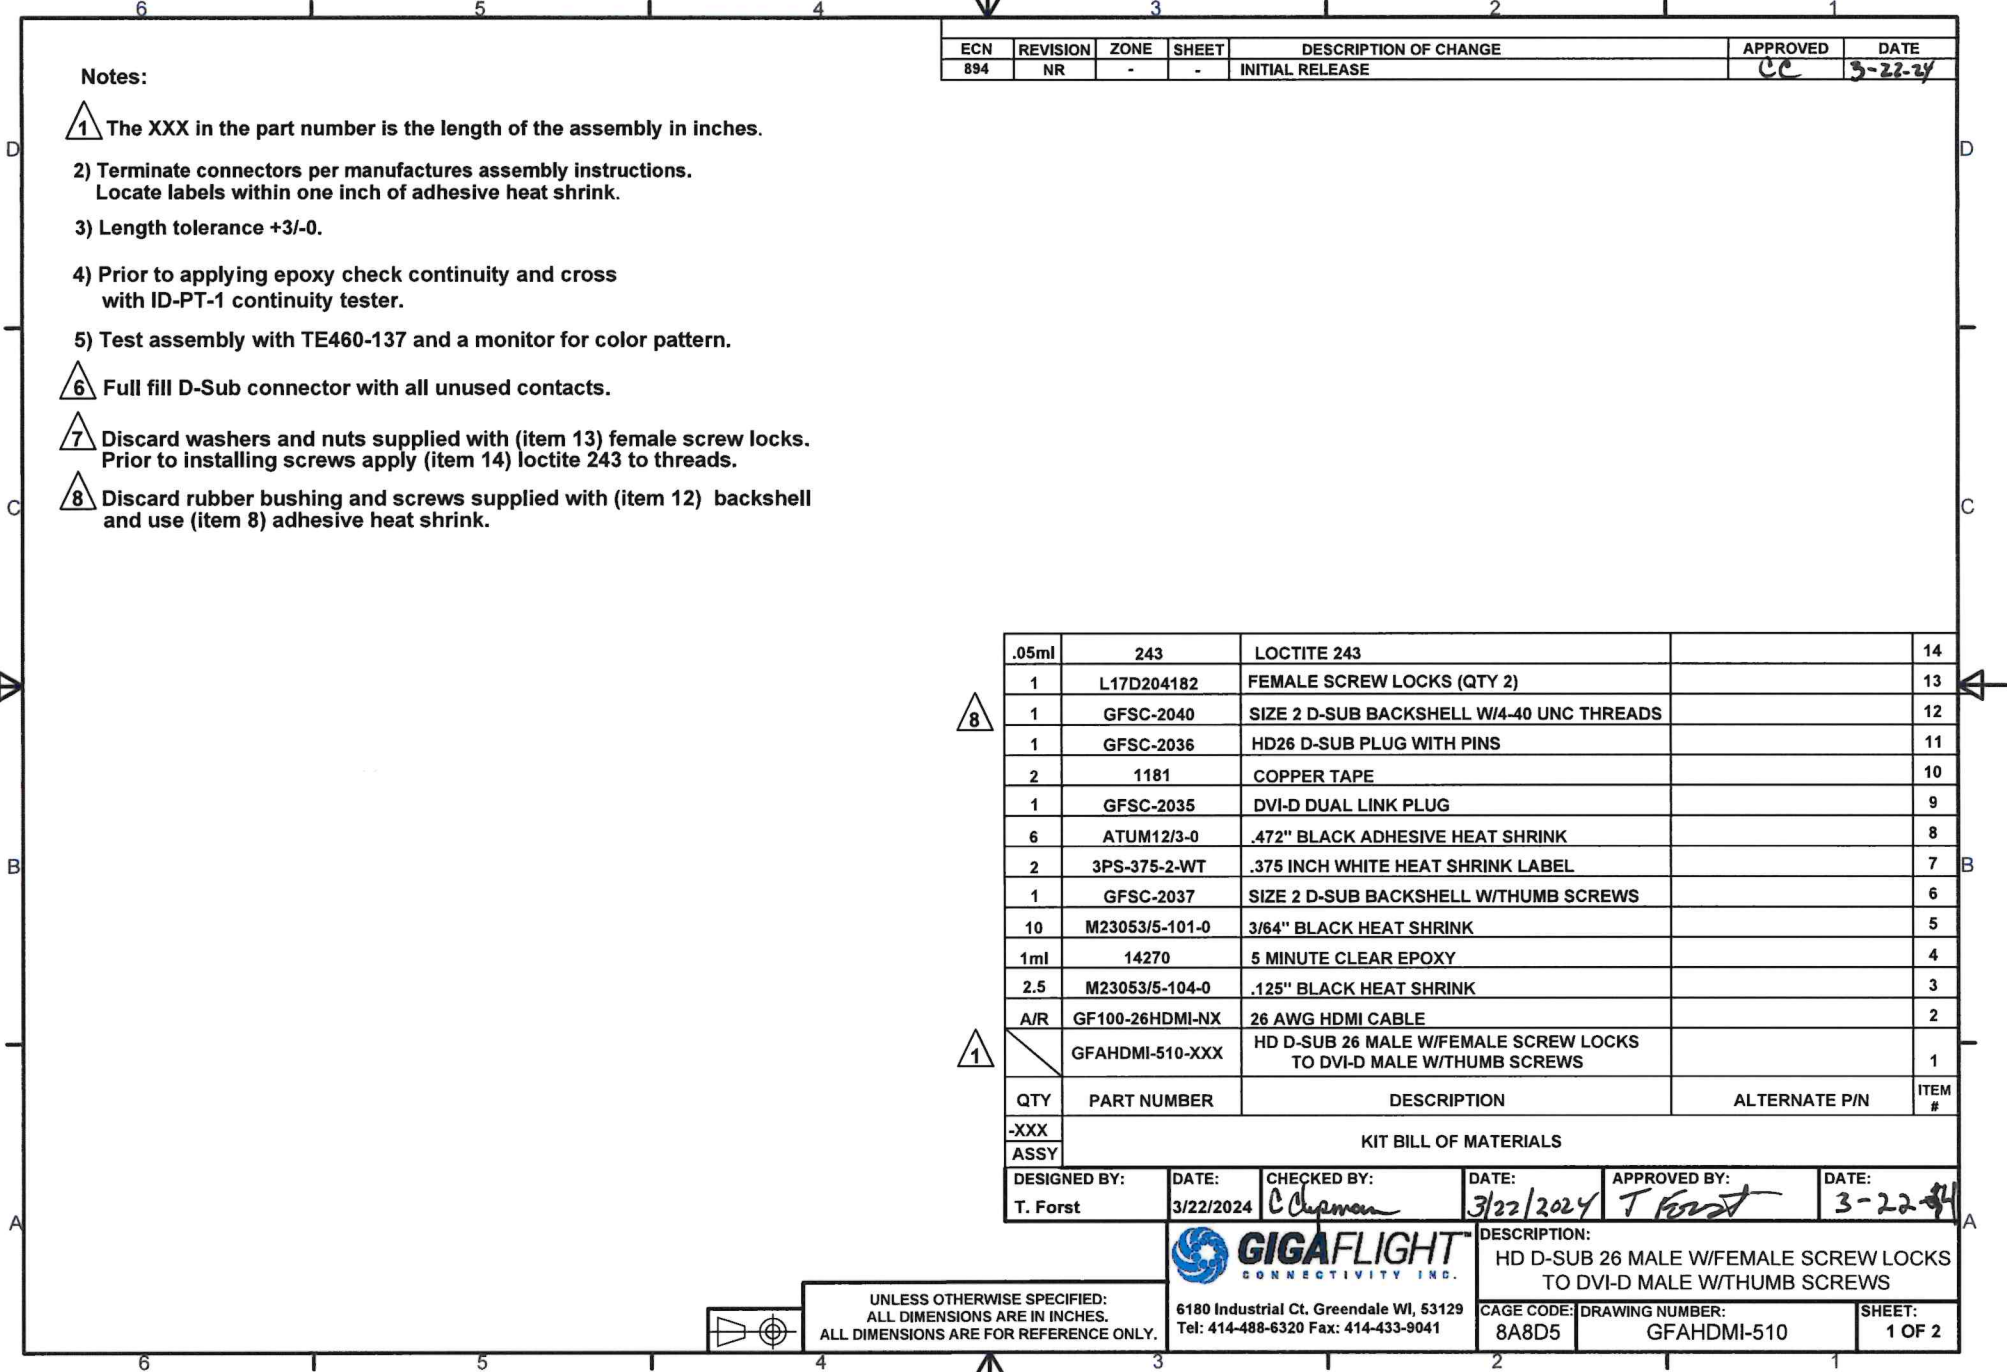 6 5 4 3 2 1
ECN REVISION ZONE SHEET DESCRIPTION OF CHANGE APPROVED DATE
894 NR - - INITIAL RELEASE CC 3-22-24
Notes:
1 The XXX in the part number is the length of the assembly in inches.
D D
2) Terminate connectors per manufactures assembly instructions.
Locate labels within one inch of adhesive heat shrink.
3) Length tolerance +3/-0.
4) Prior to applying epoxy check continuity and cross
with ID-PT-1 continuity tester.
5) Test assembly with TE460-137 and a monitor for color pattern.
6 Full fill D-Sub connector with all unused contacts.
7 Discard washers and nuts supplied with (item 13) female screw locks.
Prior to installing screws apply (item 14) loctite 243 to threads.
8 Discard rubber bushing and screws supplied with (item 12) backshell
and use (item 8) adhesive heat shrink.
C C
.05ml 243 LOCTITE 243 14
1 L17D204182 FEMALE SCREW LOCKS (QTY 2) 13
8 1 GFSC-2040 SIZE 2 D-SUB BACKSHELL W/4-40 UNC THREADS 12
1 GFSC-2036 HD26 D-SUB PLUG WITH PINS 11
2 1181 COPPER TAPE 10
1 GFSC-2035 DVI-D DUAL LINK PLUG 9
6 ATUM12/3-0 .472" BLACK ADHESIVE HEAT SHRINK 8
2 3PS-375-2-WT .375 INCH WHITE HEAT SHRINK LABEL 7
B B
1 GFSC-2037 SIZE 2 D-SUB BACKSHELL W/THUMB SCREWS 6
10 M23053/5-101-0 3/64" BLACK HEAT SHRINK 5
1ml 14270 5 MINUTE CLEAR EPOXY 4
2.5 M23053/5-104-0 .125" BLACK HEAT SHRINK 3
A/R GF100-26HDMI-NX 26 AWG HDMI CABLE 2
1 GFAHDMI-510-XXX HD D-SUB 26 MALE W/FEMALE SCREW LOCKS
TO DVI-D MALE W/THUMB SCREWS 1
QTY PART NUMBER DESCRIPTION ALTERNATE P/N ITEM #
-XXX
ASSY
KIT BILL OF MATERIALS
DESIGNED BY: DATE: CHECKED BY: DATE: APPROVED BY: DATE:
T. Forst 3/22/2024 C Chapman 3/22/2024 T Forst 3-22-24
A A
GIGAFLIGHT™
CONNECTIVITY INC.
6180 Industrial Ct. Greendale WI, 53129
Tel: 414-488-6320 Fax: 414-433-9041
DESCRIPTION:
HD D-SUB 26 MALE W/FEMALE SCREW LOCKS
TO DVI-D MALE W/THUMB SCREWS
UNLESS OTHERWISE SPECIFIED:
ALL DIMENSIONS ARE IN INCHES.
ALL DIMENSIONS ARE FOR REFERENCE ONLY.
CAGE CODE: DRAWING NUMBER: SHEET:
8A8D5 GFAHDMI-510 1 OF 2
6 5 4 3 2 1